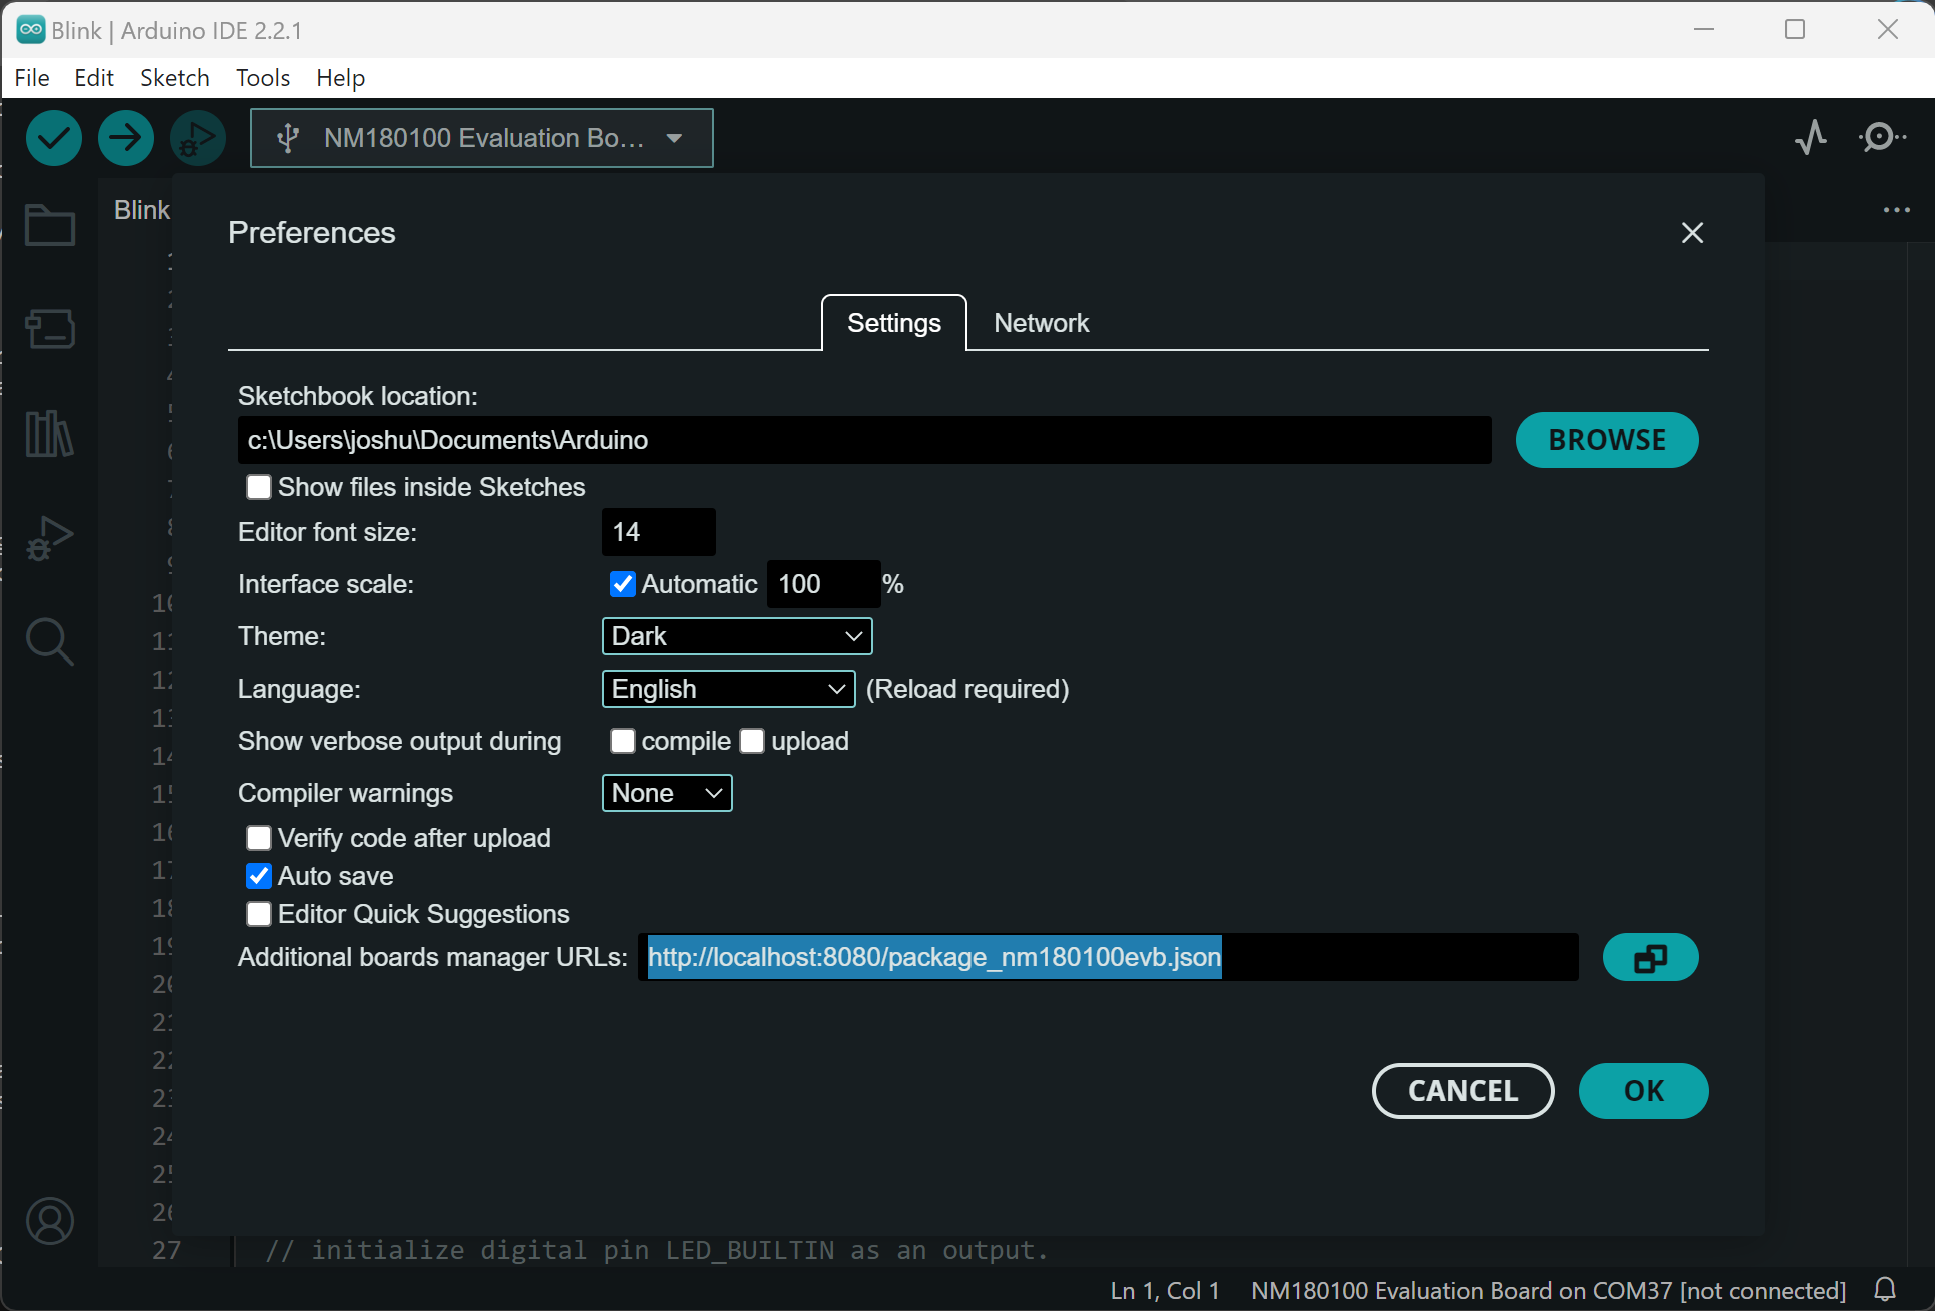 Blink | Arduino IDE 2.2.1
File Edit Sketch Tools Help
NM180100 Evaluation Bo...
Blink
Preferences
Settings Network
Sketchbook location:
c:\Users\joshu\Documents\Arduino BROWSE
Show files inside Sketches
Editor font size: 14
Interface scale: Automatic 100 %
Theme: Dark
Language: English (Reload required)
Show verbose output during compile upload
Compiler warnings None
Verify code after upload
Auto save
Editor Quick Suggestions
Additional boards manager URLs: http://localhost:8080/package_nm180100evb.json
CANCEL OK
27 // initialize digital pin LED_BUILTIN as an output.
Ln 1, Col 1 NM180100 Evaluation Board on COM37 [not connected]